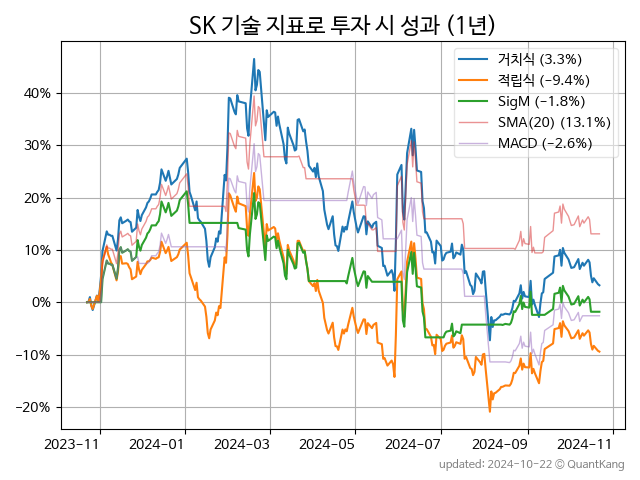 SK 기술 지표로 투자 시 성과 (1년)
거치식 (3.3%)
적립식 (−9.4%)
SigM (−1.8%)
SMA(20) (13.1%)
MACD (−2.6%)
40%
30%
20%
10%
0%
−10%
−20%
2023-11
2024-01
2024-03
2024-05
2024-07
2024-09
2024-11
updated: 2024-10-22 © QuantKang